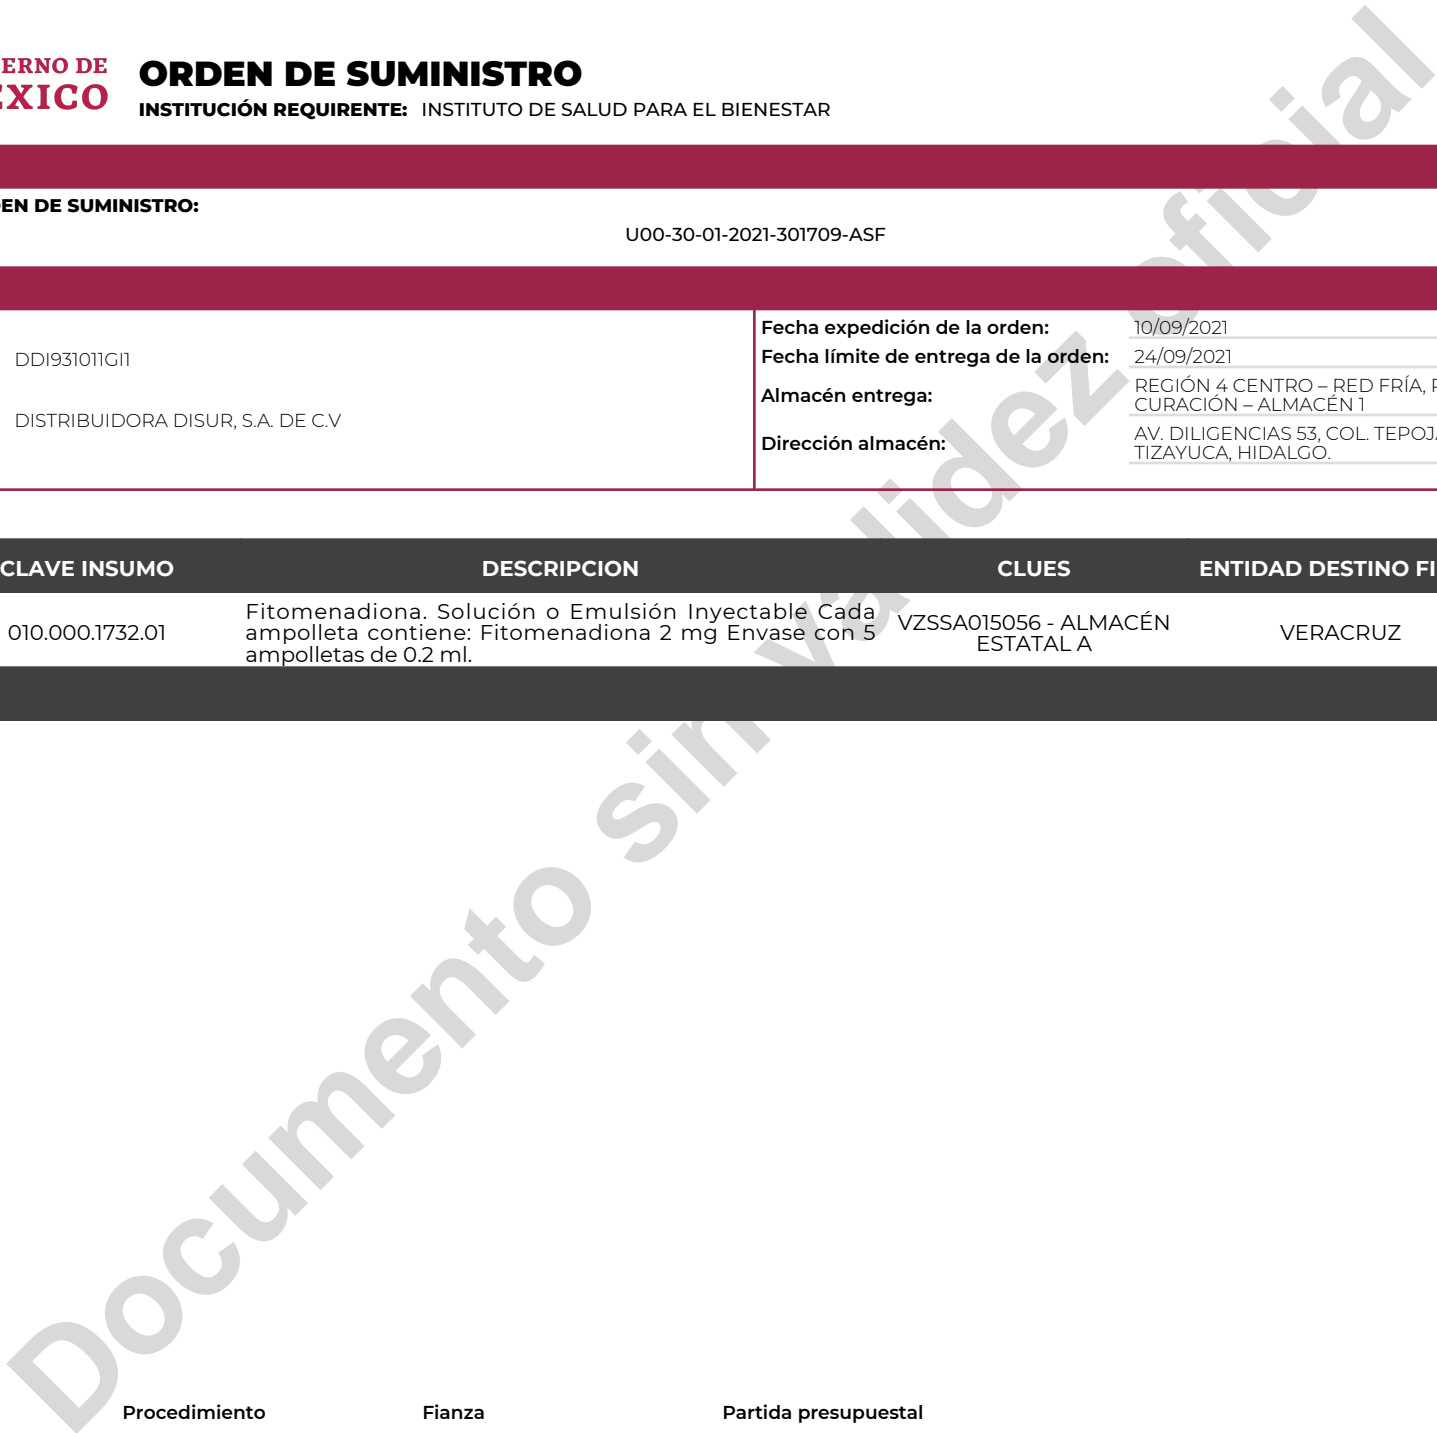 ERNO DE
ORDEN DE SUMINISTRO
XICO
INSTITUCIÓN REQUIRENTE: INSTITUTO DE SALUD PARA EL BIENESTAR
EN DE SUMINISTRO:
U00-30-01-2021-301709-ASF
Fecha expedición de la orden: 10/09/2021
DDI931011GI1
Fecha límite de entrega de la orden: 24/09/2021
Almacén entrega: REGIÓN 4 CENTRO – RED FRÍA,
CURACIÓN – ALMACÉN 1
DISTRIBUIDORA DISUR, S.A. DE C.V
Dirección almacén: AV. DILIGENCIAS 53, COL. TEPOJ
TIZAYUCA, HIDALGO.
CLAVE INSUMO DESCRIPCION CLUES ENTIDAD DESTINO FI
010.000.1732.01
Fitomenadiona. Solución o Emulsión Inyectable Cada
ampolleta contiene: Fitomenadiona 2 mg Envase con 5
ampolletas de 0.2 ml.
VZSSA015056 - ALMACÉN
ESTATAL A
VERACRUZ
Documento sin validez oficial
Procedimiento Fianza Partida presupuestal